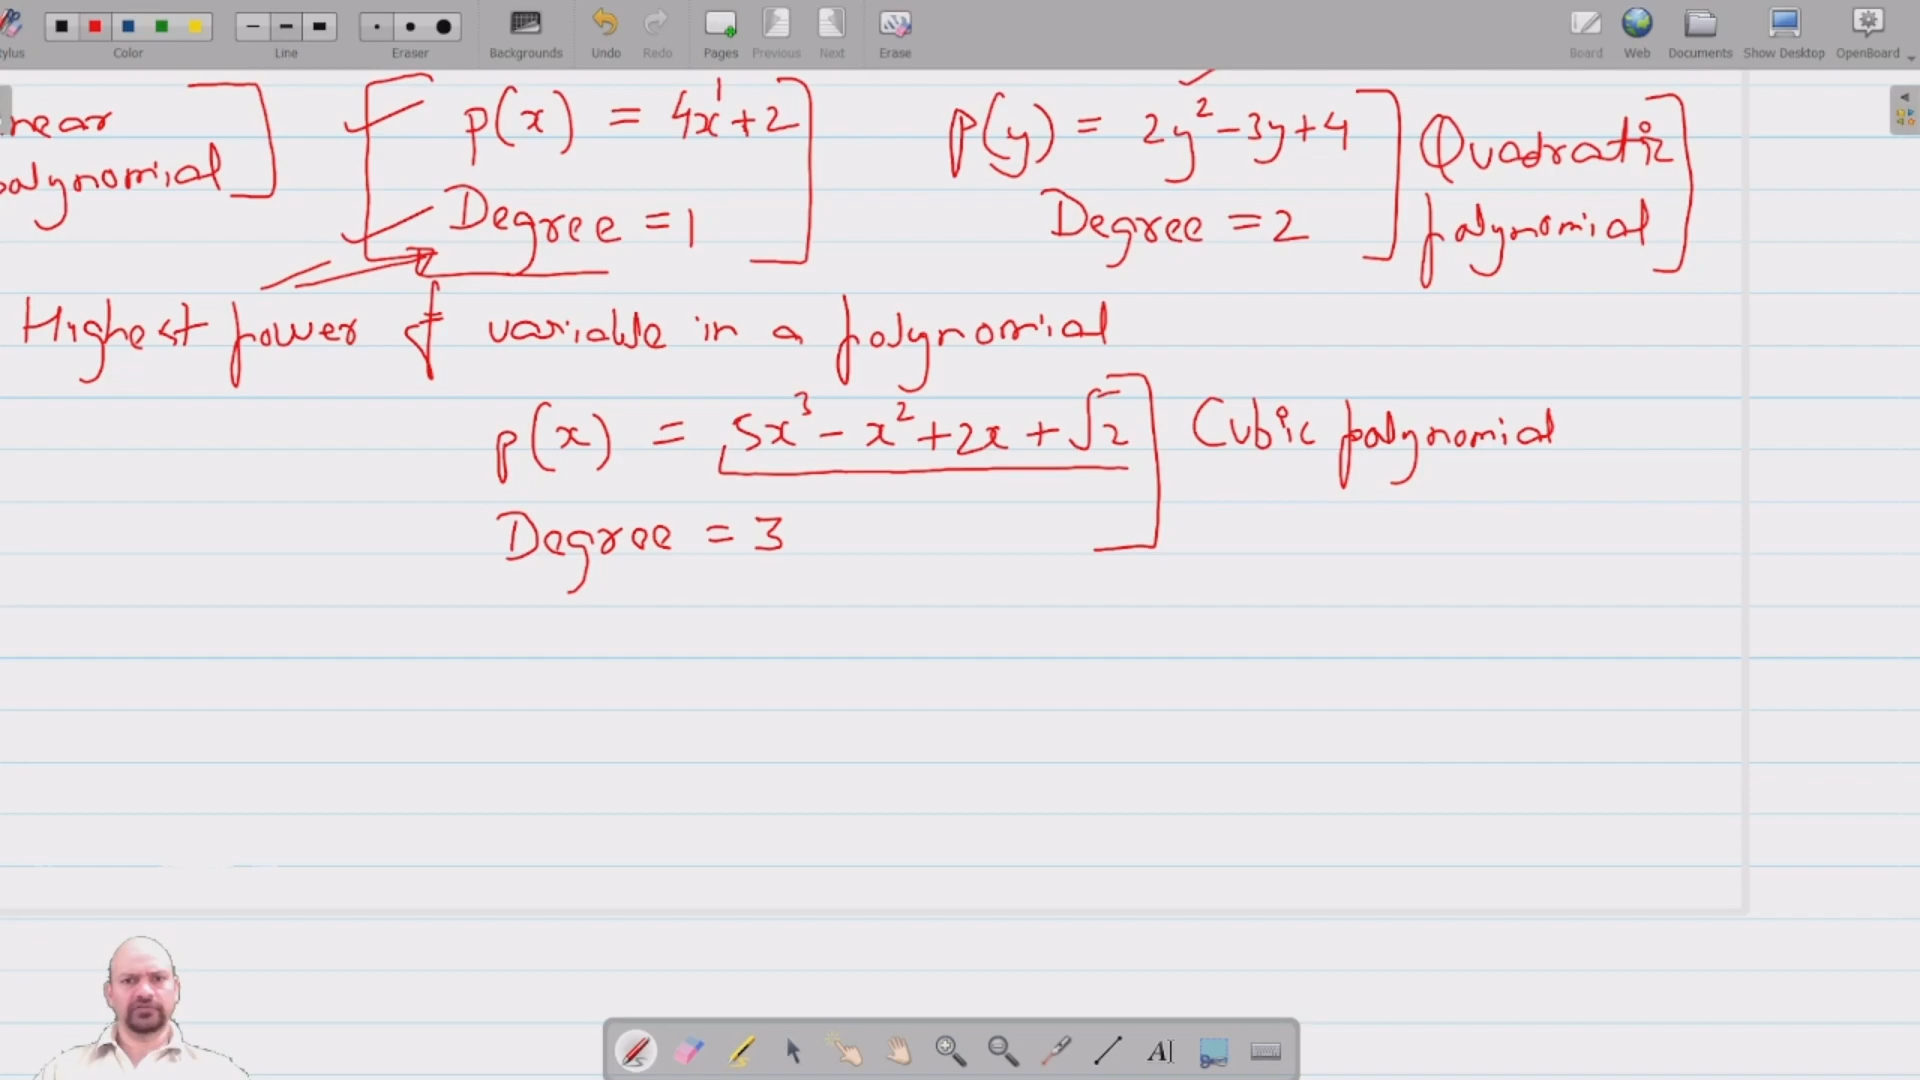 Color Line Eraser Backgrounds Undo Redo Pages Previous Next Erase Board Web Documents Show Desktop OpenBoard
p(x) = 4x¹+2
Degree = 1
P(y) = 2y²-3y+4
Degree = 2
Quadratic
polynomial
Highest power of variable in a polynomial
p(x) = 5x³ - x² + 2x + √2
Cubic polynomial
Degree = 3